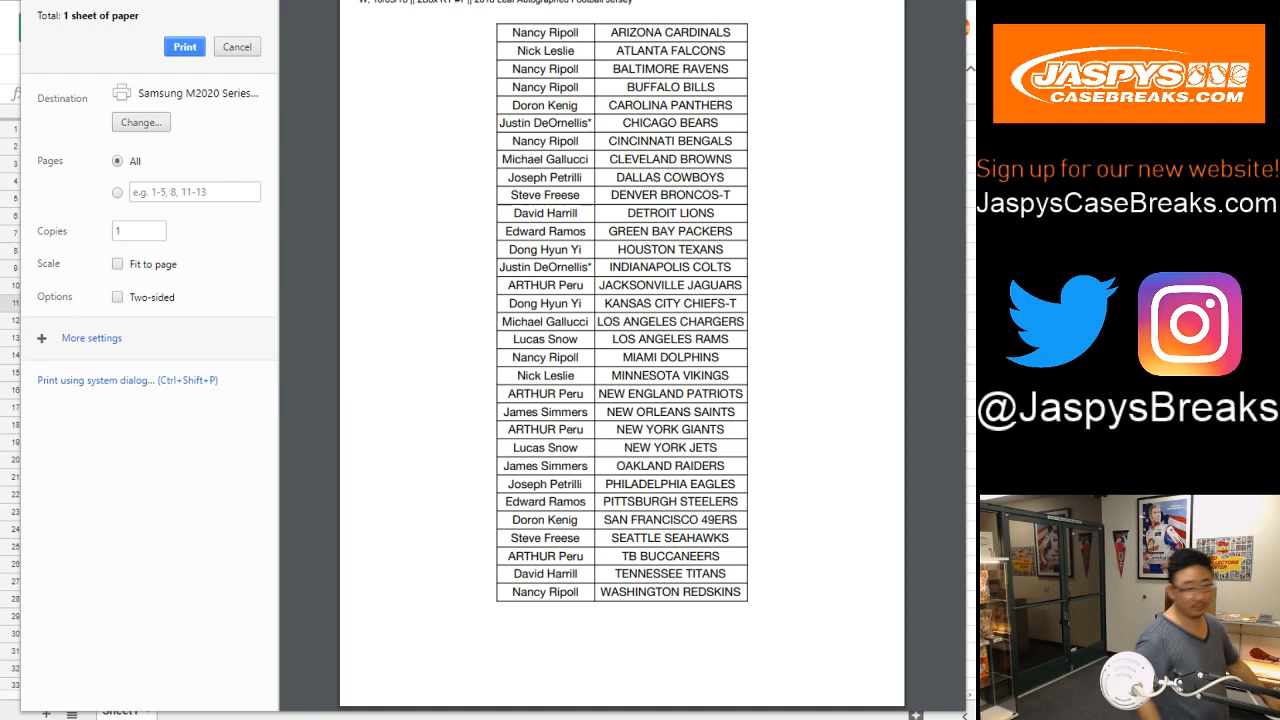 Total: 1 sheet of paper
Print Cancel
Destination Samsung M2020 Series...
Change...
Pages All
e.g. 1-5, 8, 11-13
Copies 1
Scale Fit to page
Options Two-sided
More settings
Print using system dialog... (Ctrl+Shift+P)
Nancy Ripoll ARIZONA CARDINALS
Nick Leslie ATLANTA FALCONS
Nancy Ripoll BALTIMORE RAVENS
Nancy Ripoll BUFFALO BILLS
Doron Kenig CAROLINA PANTHERS
Justin DeOrnellis* CHICAGO BEARS
Nancy Ripoll CINCINNATI BENGALS
Michael Gallucci CLEVELAND BROWNS
Joseph Petrilli DALLAS COWBOYS
Steve Freese DENVER BRONCOS-T
David Harrill DETROIT LIONS
Edward Ramos GREEN BAY PACKERS
Dong Hyun Yi HOUSTON TEXANS
Justin DeOrnellis* INDIANAPOLIS COLTS
ARTHUR Peru JACKSONVILLE JAGUARS
Dong Hyun Yi KANSAS CITY CHIEFS-T
Michael Gallucci LOS ANGELES CHARGERS
Lucas Snow LOS ANGELES RAMS
Nancy Ripoll MIAMI DOLPHINS
Nick Leslie MINNESOTA VIKINGS
ARTHUR Peru NEW ENGLAND PATRIOTS
James Simmers NEW ORLEANS SAINTS
ARTHUR Peru NEW YORK GIANTS
Lucas Snow NEW YORK JETS
James Simmers OAKLAND RAIDERS
Joseph Petrilli PHILADELPHIA EAGLES
Edward Ramos PITTSBURGH STEELERS
Doron Kenig SAN FRANCISCO 49ERS
Steve Freese SEATTLE SEAHAWKS
ARTHUR Peru TB BUCCANEERS
David Harrill TENNESSEE TITANS
Nancy Ripoll WASHINGTON REDSKINS
JASPYS
CASEBREAKS.COM
Sign up for our new website!
JaspysCaseBreaks.com
@JaspysBreaks